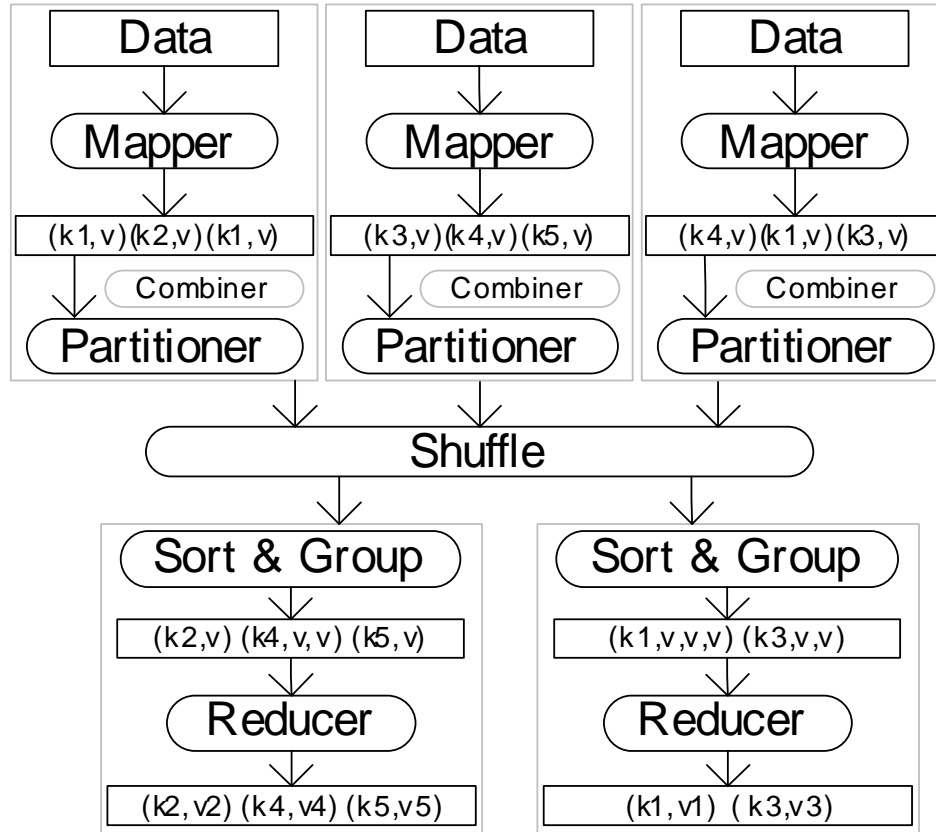 Data Data Data
Mapper Mapper Mapper
(k1,v)(k2,v)(k1,v) (k3,v)(k4,v)(k5,v) (k4,v)(k1,v)(k3,v)
Combiner Combiner Combiner
Partitioner Partitioner Partitioner
Shuffle
Sort & Group Sort & Group
(k2,v) (k4,v,v) (k5,v) (k1,v,v,v) (k3,v,v)
Reducer Reducer
(k2,v2) (k4,v4) (k5,v5) (k1,v1) (k3,v3)